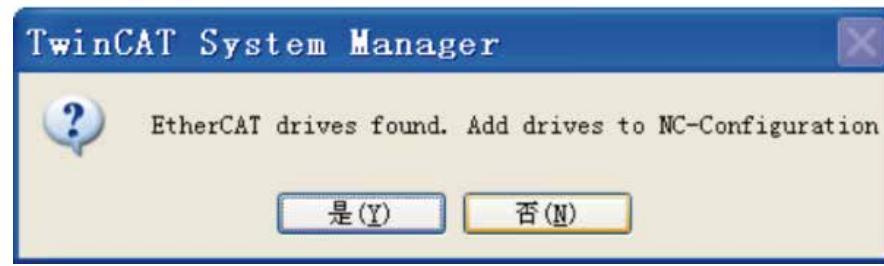 TwinCAT System Manager
EtherCAT drives found. Add drives to NC-Configuration
是(Y) 否(N)